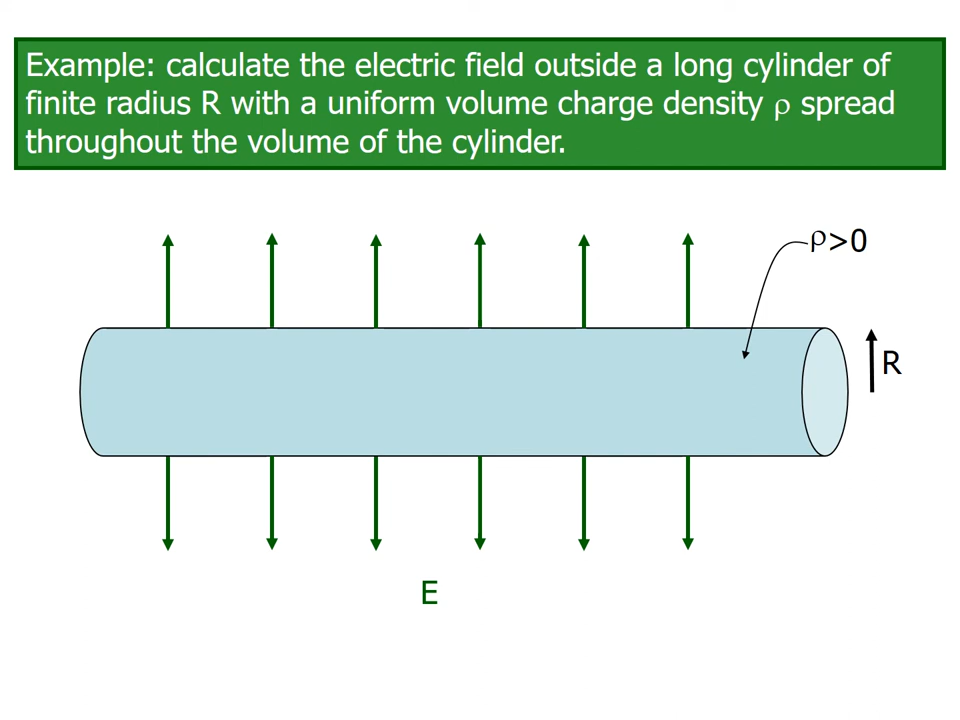 Example: calculate the electric field outside a long cylinder of
finite radius R with a uniform volume charge density ρ spread
throughout the volume of the cylinder.
ρ>0
R
E